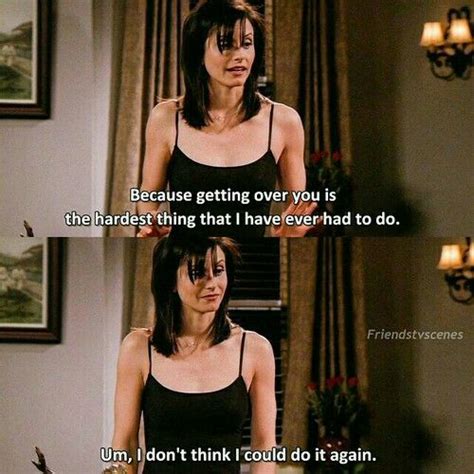 Because getting over you is
the hardest thing that I have ever had to do.
Friendstvscenes
Um, I don't think I could do it again.